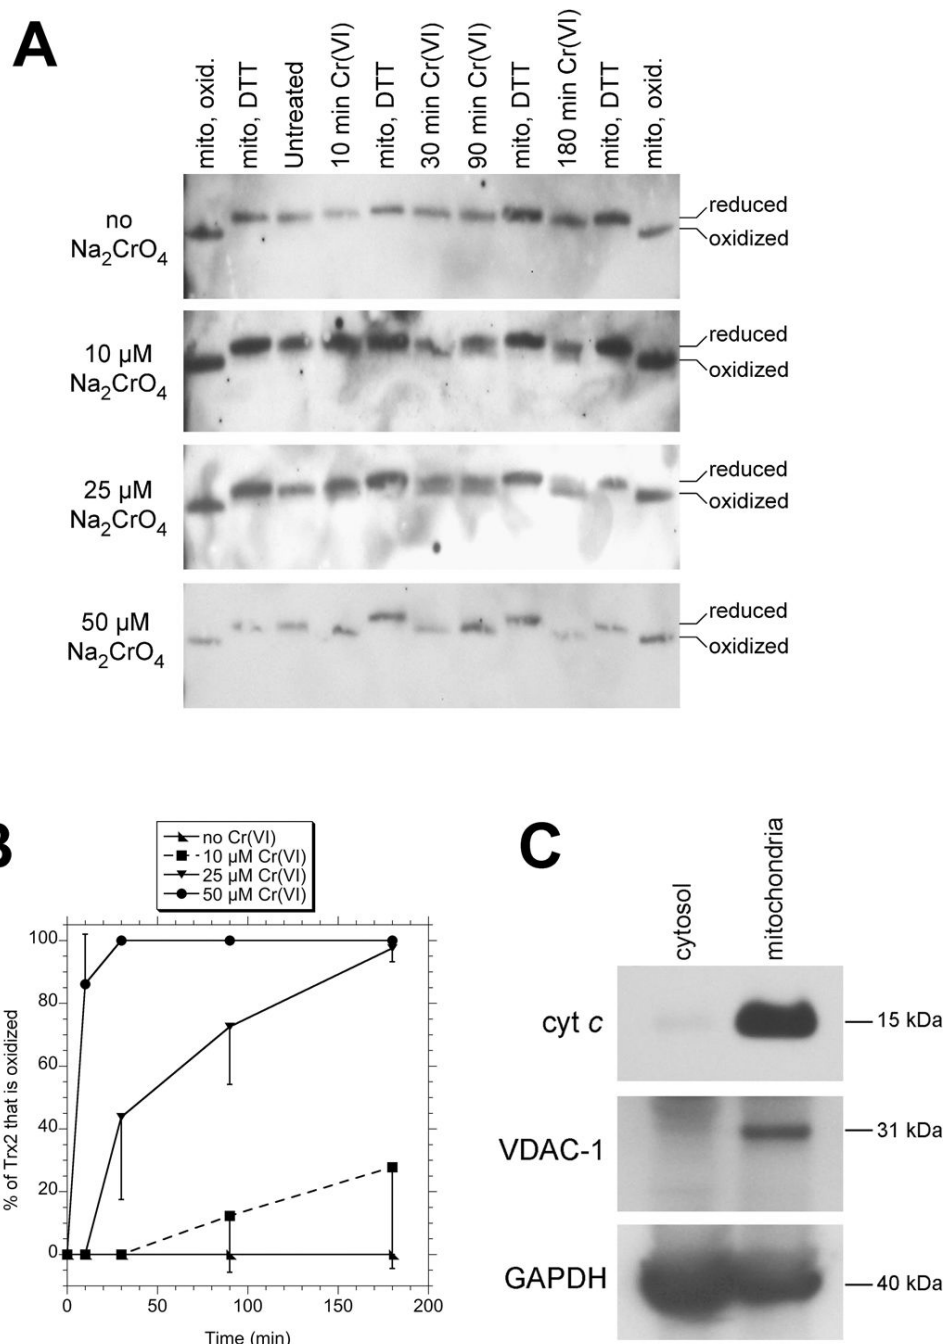 A
mito, oxid.
mito, DTT
Untreated
10 min Cr(VI)
mito, DTT
30 min Cr(VI)
90 min Cr(VI)
mito, DTT
180 min Cr(VI)
mito, DTT
mito, oxid.
no
Na2CrO4
reduced
oxidized
10 µM
Na2CrO4
reduced
oxidized
25 µM
Na2CrO4
reduced
oxidized
50 µM
Na2CrO4
reduced
oxidized
B
no Cr(VI)
10 µM Cr(VI)
25 µM Cr(VI)
50 µM Cr(VI)
% of Trx2 that is oxidized
100
80
60
40
20
0
0 50 100 150 200
Time (min)
C
cytosol
mitochondria
cyt c
15 kDa
VDAC-1
31 kDa
GAPDH
40 kDa